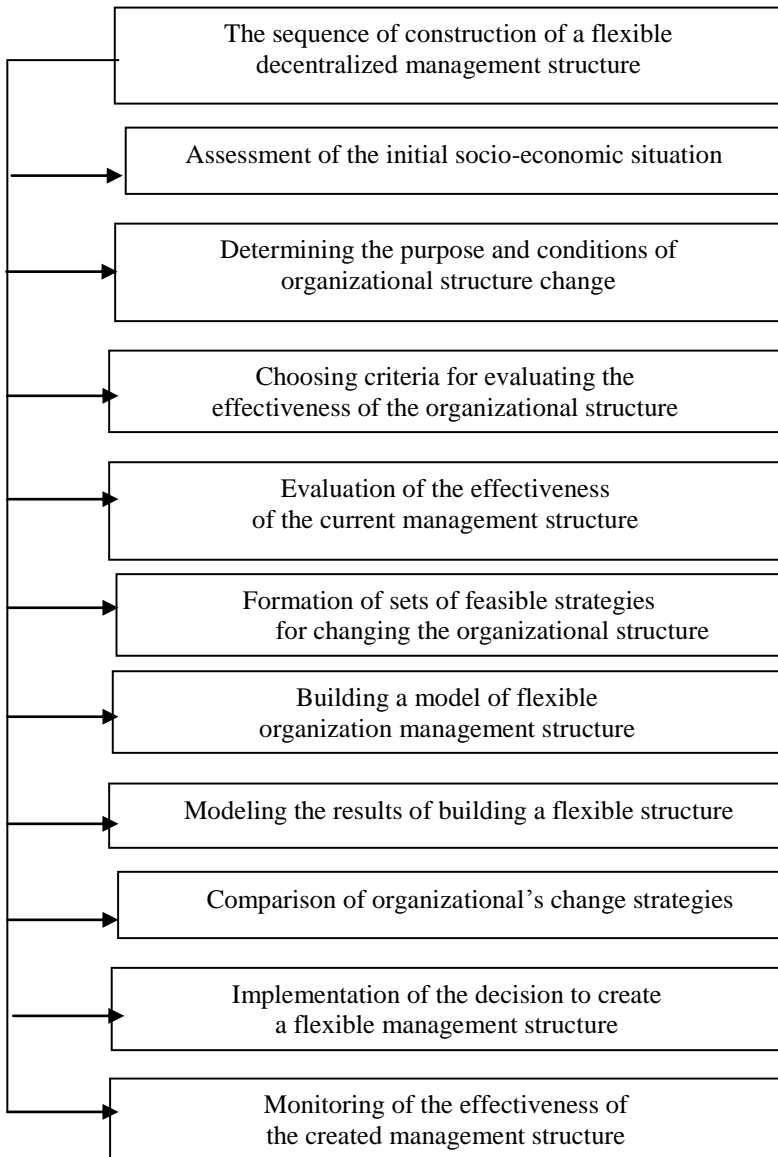 The sequence of construction of a flexible
decentralized management structure
Assessment of the initial socio-economic situation
Determining the purpose and conditions of
organizational structure change
Choosing criteria for evaluating the
effectiveness of the organizational structure
Evaluation of the effectiveness
of the current management structure
Formation of sets of feasible strategies
for changing the organizational structure
Building a model of flexible
organization management structure
Modeling the results of building a flexible structure
Comparison of organizational’s change strategies
Implementation of the decision to create
a flexible management structure
Monitoring of the effectiveness of
the created management structure